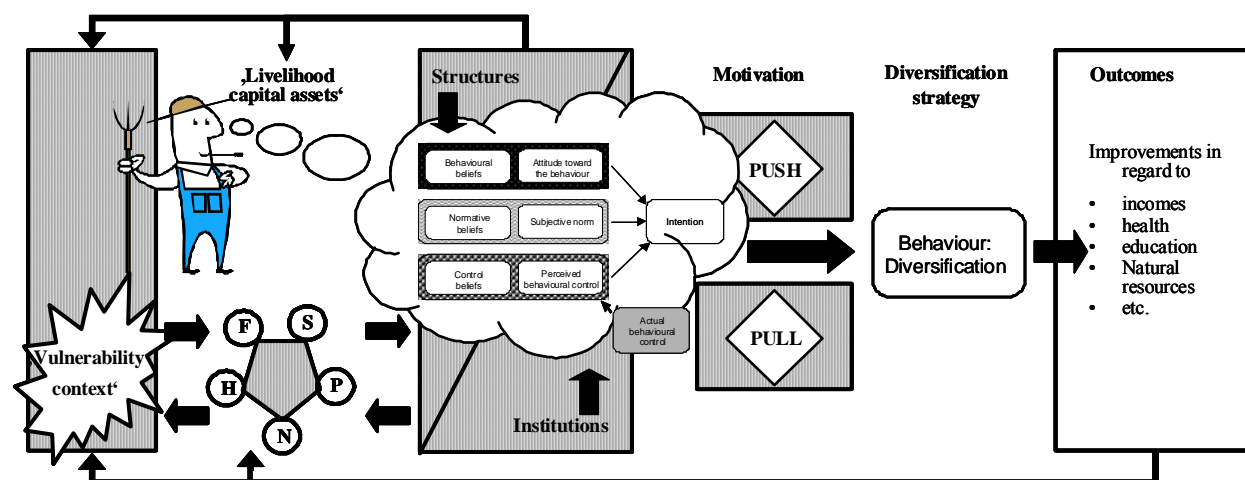 ‚Livelihood
capital assets‘
Structures
Motivation
Diversification
strategy
Outcomes
Behavioural
beliefs
Attitude toward
the behaviour
Normative
beliefs
Subjective norm
Control
beliefs
Perceived
behavioural control
Intention
Actual
behavioural
control
PUSH
PULL
Behaviour:
Diversification
Improvements in
regard to
• incomes
• health
• education
• Natural
resources
• etc.
Vulnerability
context‘
F
S
H
P
N
Institutions